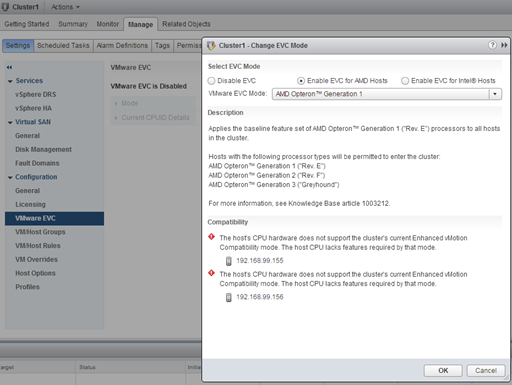 Cluster1 Actions
Getting Started Summary Monitor Manage Related Objects
Settings Scheduled Tasks Alarm Definitions Tags Permiss
Services
vSphere DRS
vSphere HA
Virtual SAN
General
Disk Management
Fault Domains
Configuration
General
Licensing
VMware EVC
VM/Host Groups
VM/Host Rules
VM Overrides
Host Options
Profiles
VMware EVC
VMware EVC is Disabled
Mode
Current CPUID Details
Cluster1 - Change EVC Mode
Select EVC Mode
Disable EVC Enable EVC for AMD Hosts Enable EVC for Intel® Hosts
VMware EVC Mode: AMD Opteron™ Generation 1
Description
Applies the baseline feature set of AMD Opteron™ Generation 1 ("Rev. E") processors to all hosts
in the cluster.
Hosts with the following processor types will be permitted to enter the cluster:
AMD Opteron™ Generation 1 ("Rev. E")
AMD Opteron™ Generation 2 ("Rev. F")
AMD Opteron™ Generation 3 ("Greyhound")
For more information, see Knowledge Base article 1003212.
Compatibility
The host's CPU hardware does not support the cluster's current Enhanced vMotion
Compatibility mode. The host CPU lacks features required by that mode.
192.168.99.155
The host's CPU hardware does not support the cluster's current Enhanced vMotion
Compatibility mode. The host CPU lacks features required by that mode.
192.168.99.156
OK Cancel
arget Status Initia